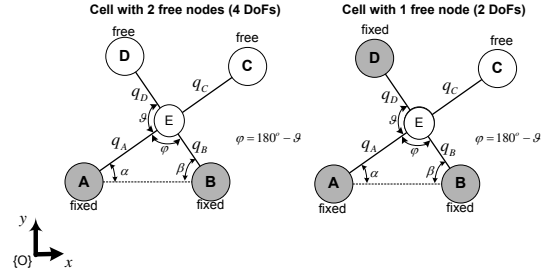 Cell with 2 free nodes (4 DoFs)
free
D
free
C
q_D
q_C
E
ϑ
q_A
φ
q_B
φ = 180° − ϑ
A
α
β
B
fixed
fixed
Cell with 1 free node (2 DoFs)
fixed
D
free
C
q_D
q_C
E
ϑ
q_A
φ
q_B
φ = 180° − ϑ
A
α
β
B
fixed
fixed
y
{O}
x